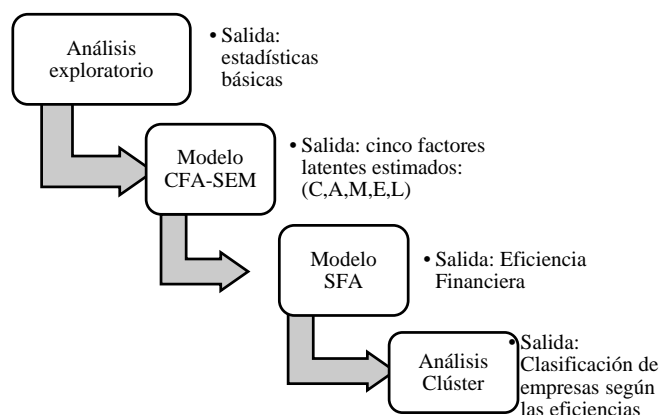 Análisis
exploratorio
• Salida:
estadísticas
básicas
Modelo
CFA-SEM
• Salida: cinco factores
latentes estimados:
(C,A,M,E,L)
Modelo
SFA
• Salida: Eficiencia
Financiera
Análisis
Clúster
• Salida:
Clasificación de
empresas según
las eficiencias